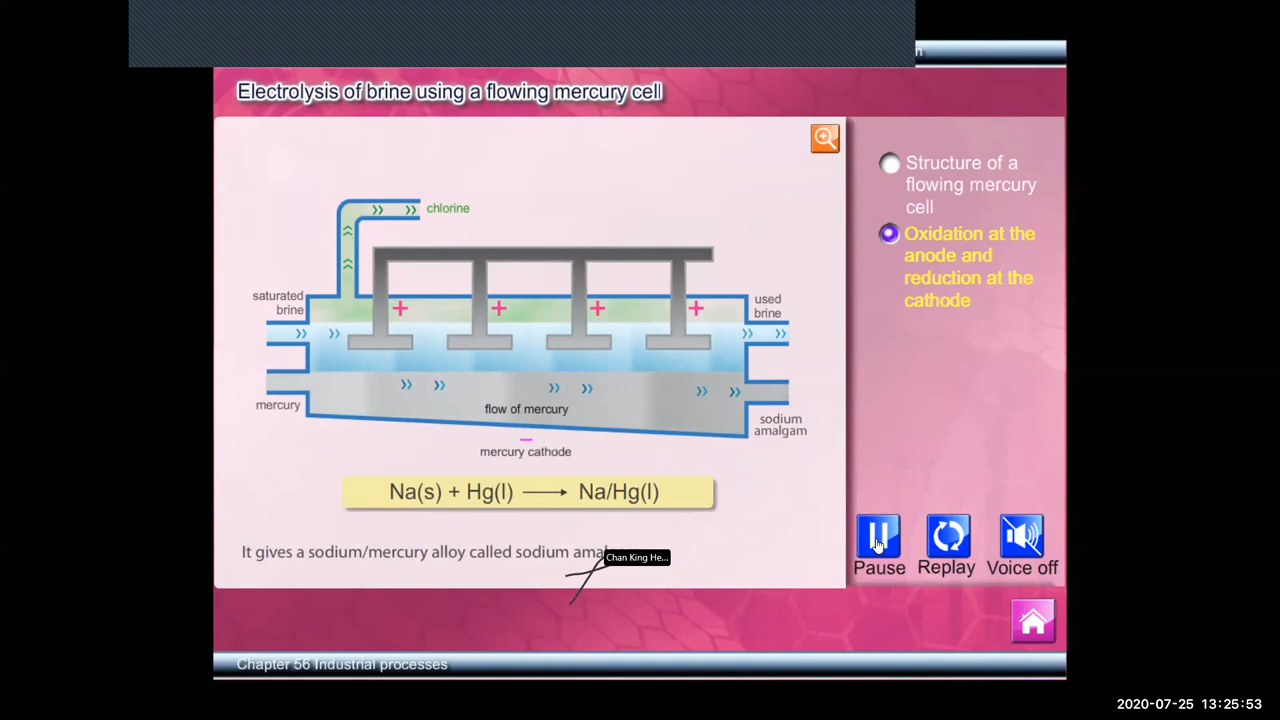 n
Electrolysis of brine using a flowing mercury cell
chlorine
saturated
brine
used
brine
mercury
flow of mercury
sodium
amalgam
mercury cathode
Na(s) + Hg(l) ⟶ Na/Hg(l)
It gives a sodium/mercury alloy called sodium
Chan King He...
Structure of a
flowing mercury
cell
Oxidation at the
anode and
reduction at the
cathode
Pause
Replay
Voice off
Chapter 56 Industrial processes
2020-07-25 13:25:53